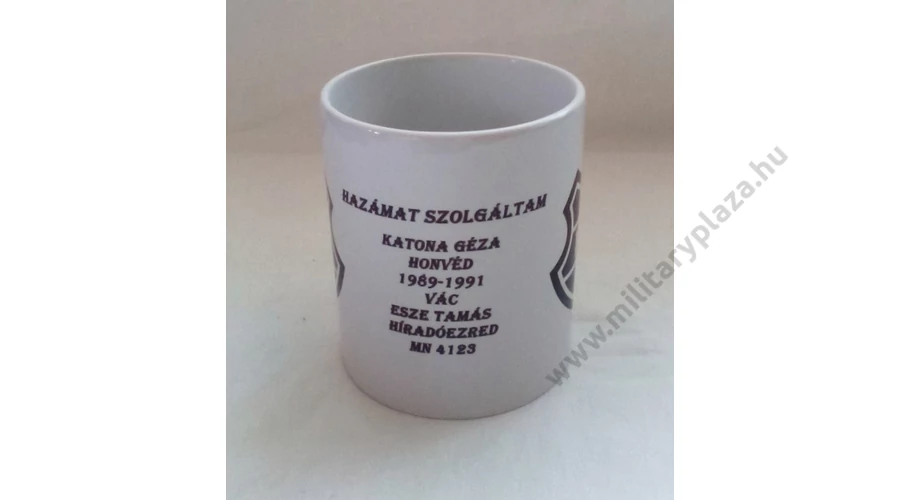 HAZÁMAT SZOLGÁLTAM
KATONA GÉZA
HONVÉD
1989-1991
VÁC
ESZE TAMÁS
HÍRADÓEZRED
MN 4123
www.militaryplaza.hu